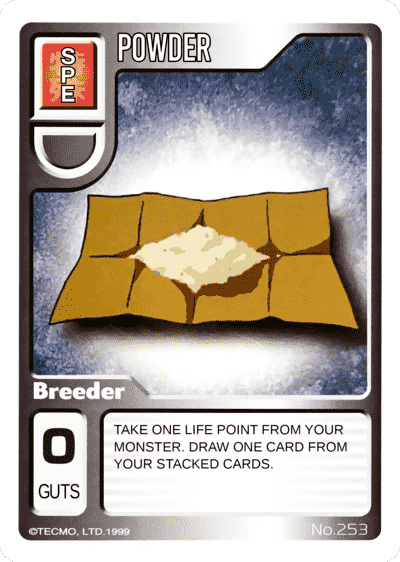 SPE
POWDER
Breeder
0
GUTS
TAKE ONE LIFE POINT FROM YOUR
MONSTER. DRAW ONE CARD FROM
YOUR STACKED CARDS.
©TECMO, LTD.1999
No.253